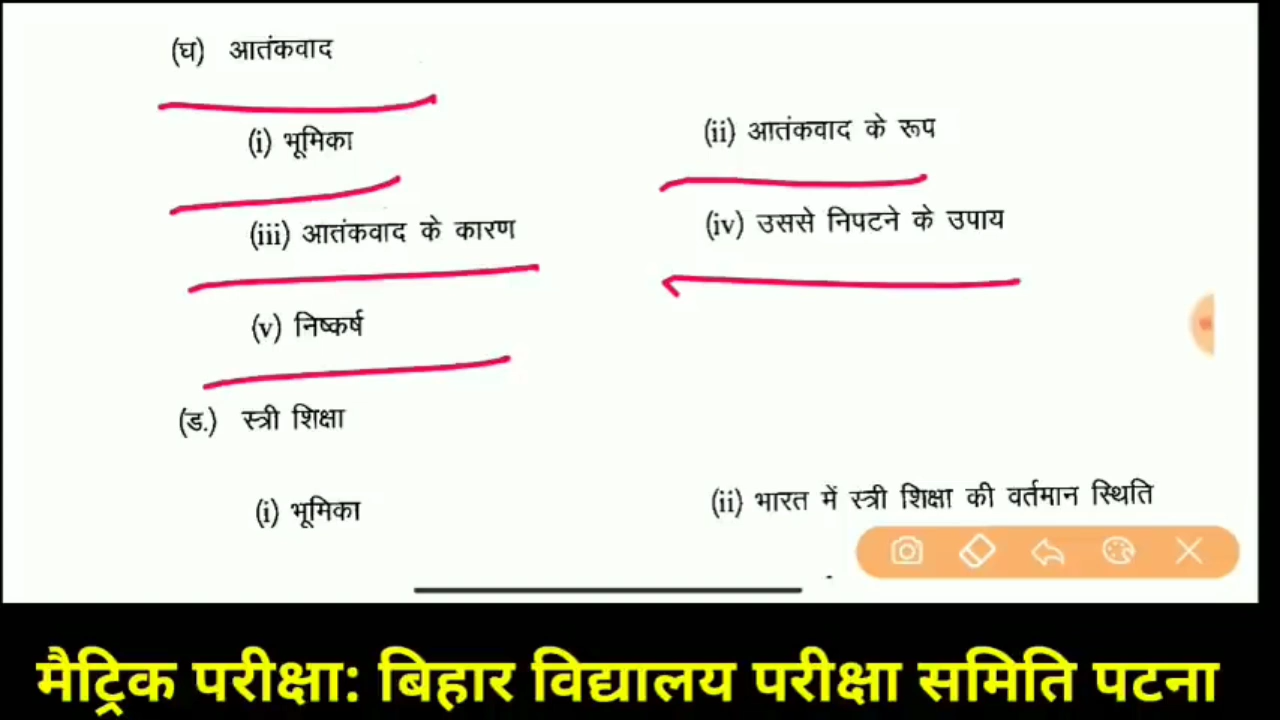 (घ) आतंकवाद
(i) भूमिका
(ii) आतंकवाद के रूप
(iii) आतंकवाद के कारण
(iv) उससे निपटने के उपाय
(v) निष्कर्ष
(ड.) स्त्री शिक्षा
(i) भूमिका
(ii) भारत में स्त्री शिक्षा की वर्तमान स्थिति
मैट्रिक परीक्षा: बिहार विद्यालय परीक्षा समिति पटना